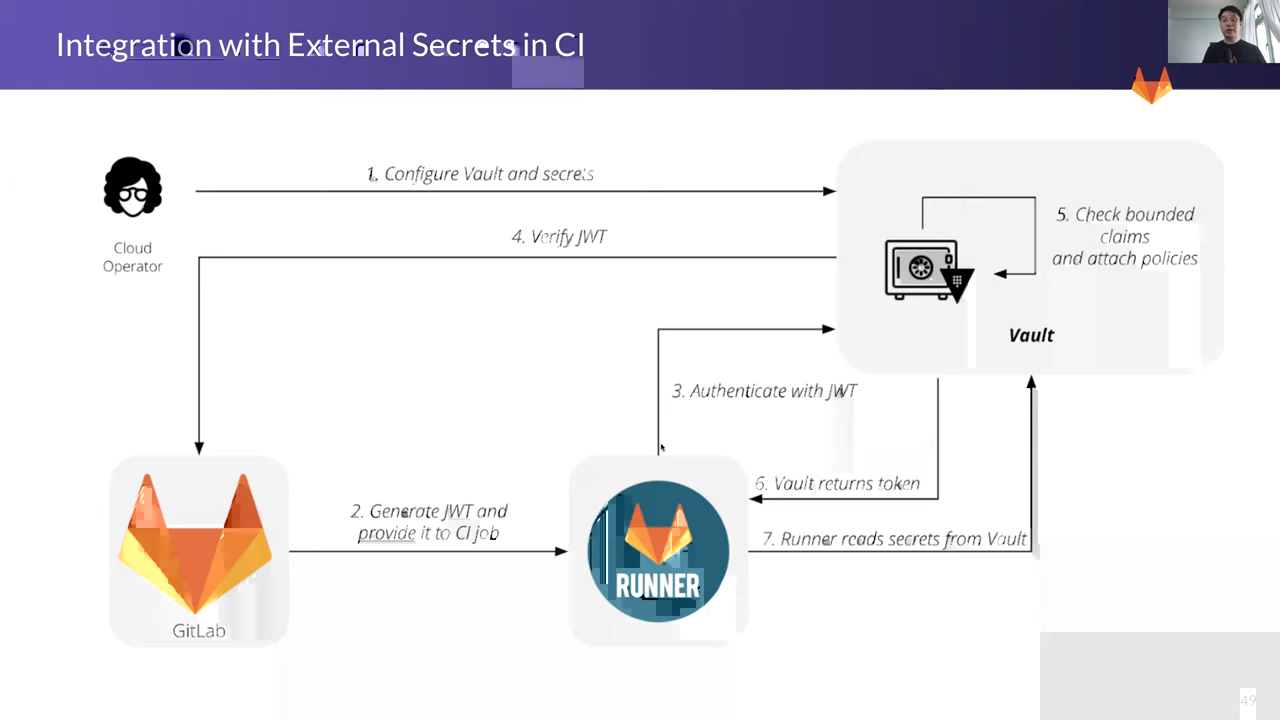 Integration with External Secrets in CI
1. Configure Vault and secrets
Cloud
Operator
4. Verify JWT
5. Check bounded
claims
and attach policies
Vault
3. Authenticate with JWT
6. Vault returns token
2. Generate JWT and
provide it to CI job
7. Runner reads secrets from Vault
RUNNER
GitLab
49